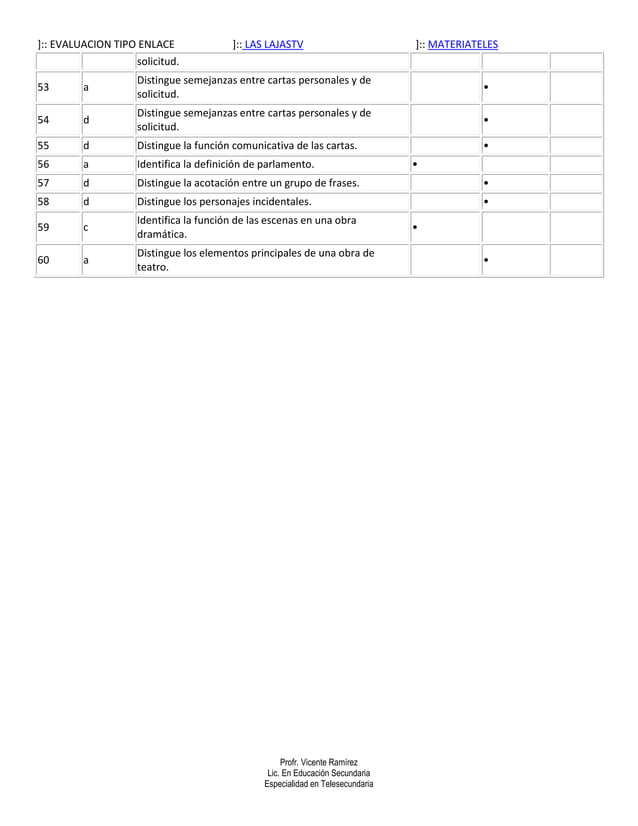 ]:: EVALUACION TIPO ENLACE ]:: LAS LAJASTV ]:: MATERIATELES
solicitud.
53 a Distingue semejanzas entre cartas personales y de
solicitud. •
54 d Distingue semejanzas entre cartas personales y de
solicitud. •
55 d Distingue la función comunicativa de las cartas. •
56 a Identifica la definición de parlamento. •
57 d Distingue la acotación entre un grupo de frases. •
58 d Distingue los personajes incidentales. •
59 c Identifica la función de las escenas en una obra
dramática. •
60 a Distingue los elementos principales de una obra de
teatro. •
Profr. Vicente Ramírez
Lic. En Educación Secundaria
Especialidad en Telesecundaria